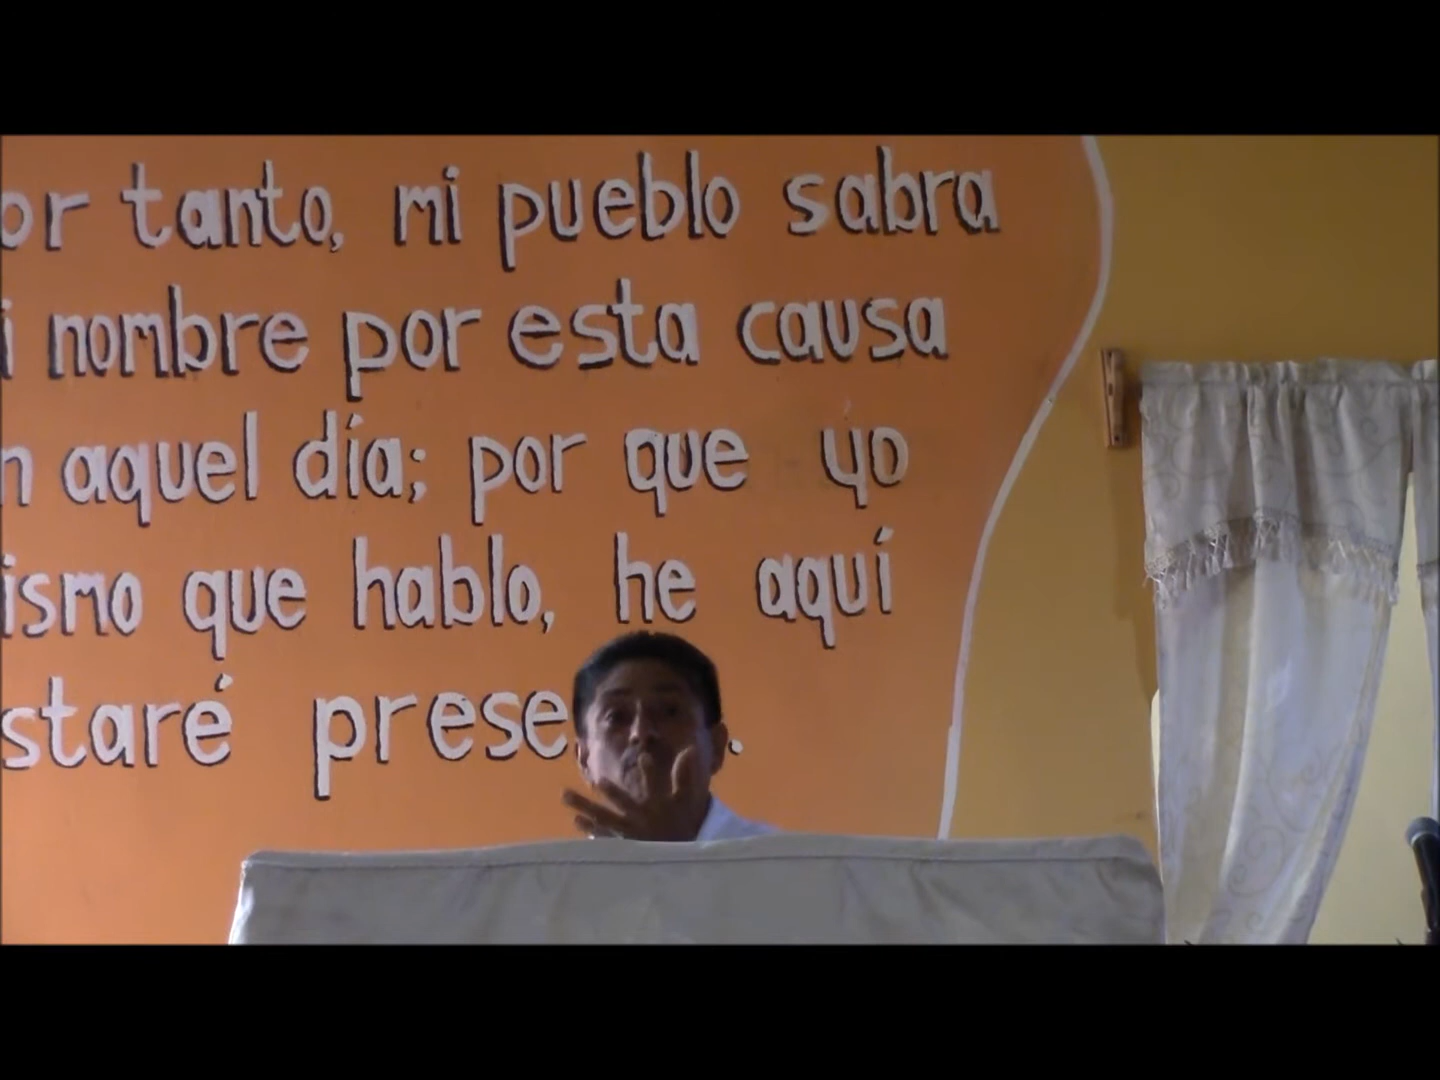 or tanto, mi pueblo sabra
i nombre por esta causa
n aquel día; por que yo
ismo que hablo, he aquí
staré prese .